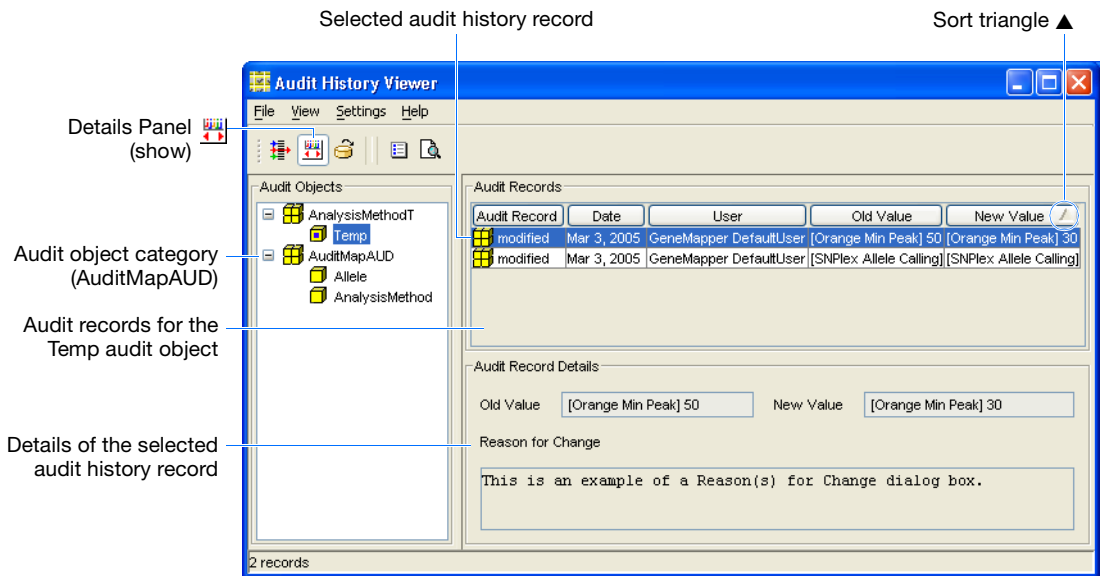 Selected audit history record
Sort triangle ▲
Audit History Viewer
File View Settings Help
Details Panel
(show)
Audit Objects
AnalysisMethodT
Temp
AuditMapAUD
Allele
AnalysisMethod
Audit object category
(AuditMapAUD)
Audit records for the
Temp audit object
Details of the selected
audit history record
Audit Records
Audit Record Date User Old Value New Value
modified Mar 3, 2005 GeneMapper DefaultUser [Orange Min Peak] 50 [Orange Min Peak] 30
modified Mar 3, 2005 GeneMapper DefaultUser [SNPlex Allele Calling] [SNPlex Allele Calling]
Audit Record Details
Old Value [Orange Min Peak] 50 New Value [Orange Min Peak] 30
Reason for Change
This is an example of a Reason(s) for Change dialog box.
2 records